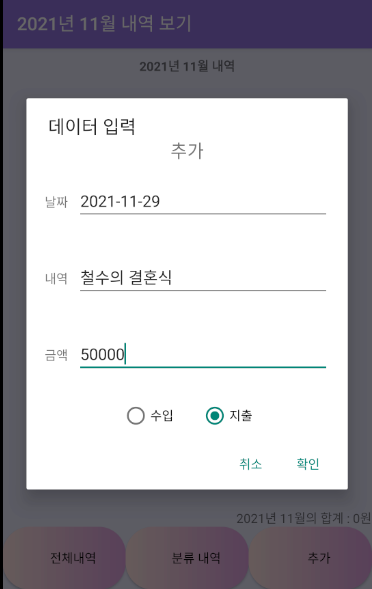 2021년 11월 내역 보기
2021년 11월 내역
데이터 입력
추가
날짜 2021-11-29
내역 철수의 결혼식
금액 50000
수입 지출
취소 확인
2021년 11월의 합계 : 0원
전체내역 분류 내역 추가